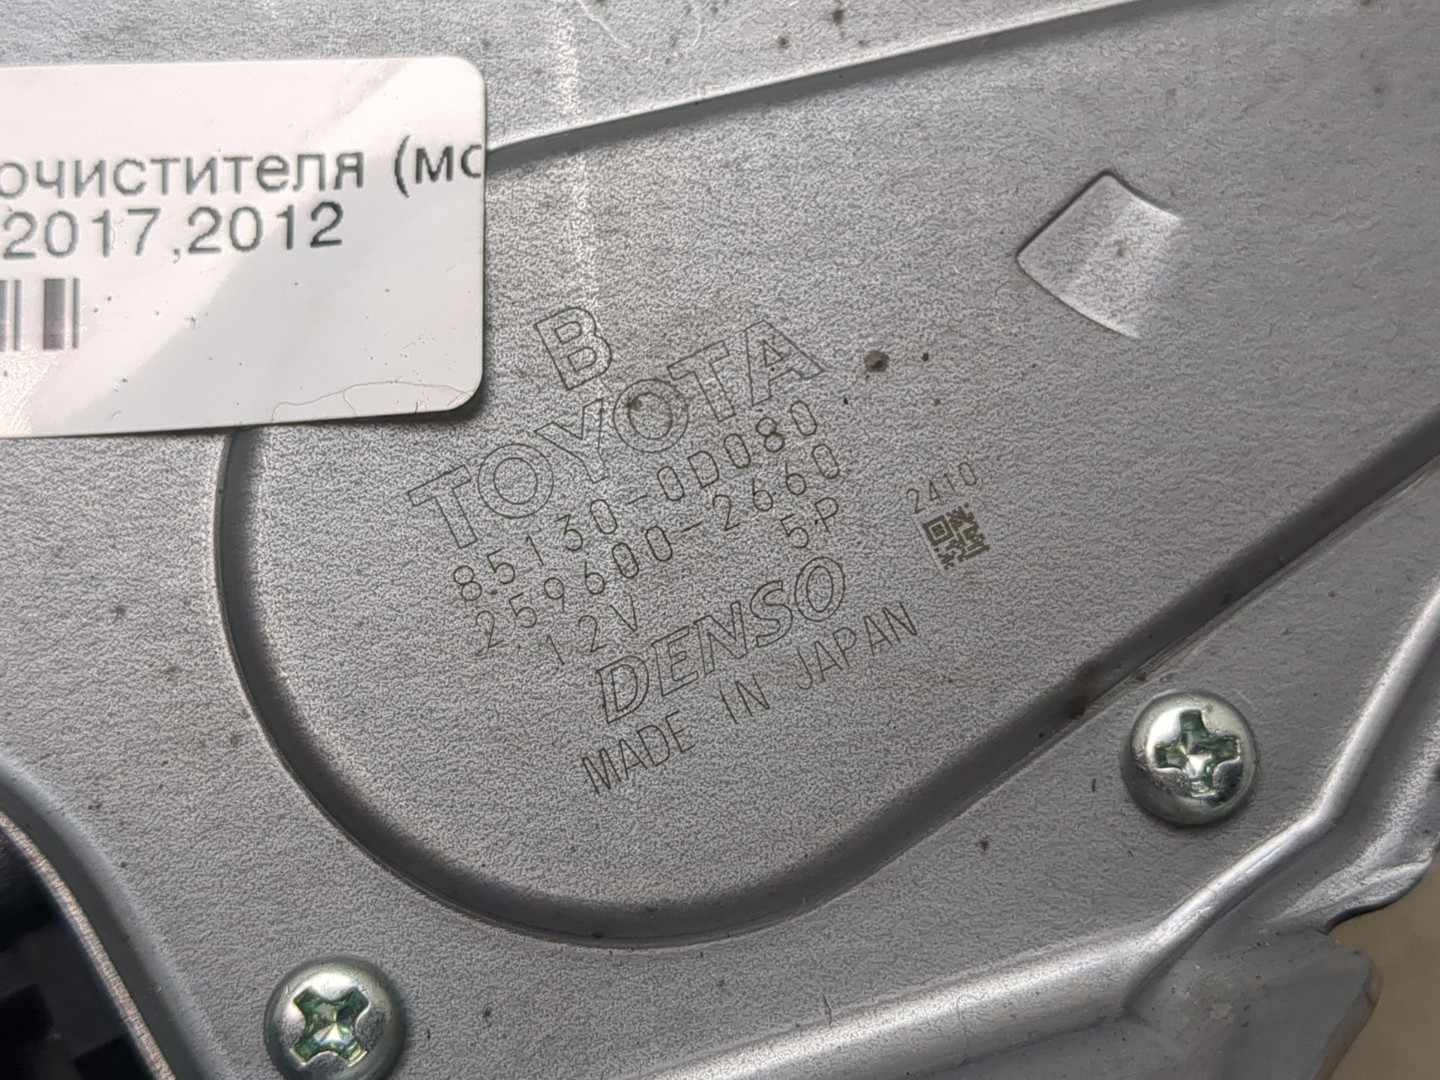 очистителя (мо
2017,2012
B
TOYOTA
85130-0D080
259600-2660
12V 5P
2410
DENSO
MADE IN JAPAN